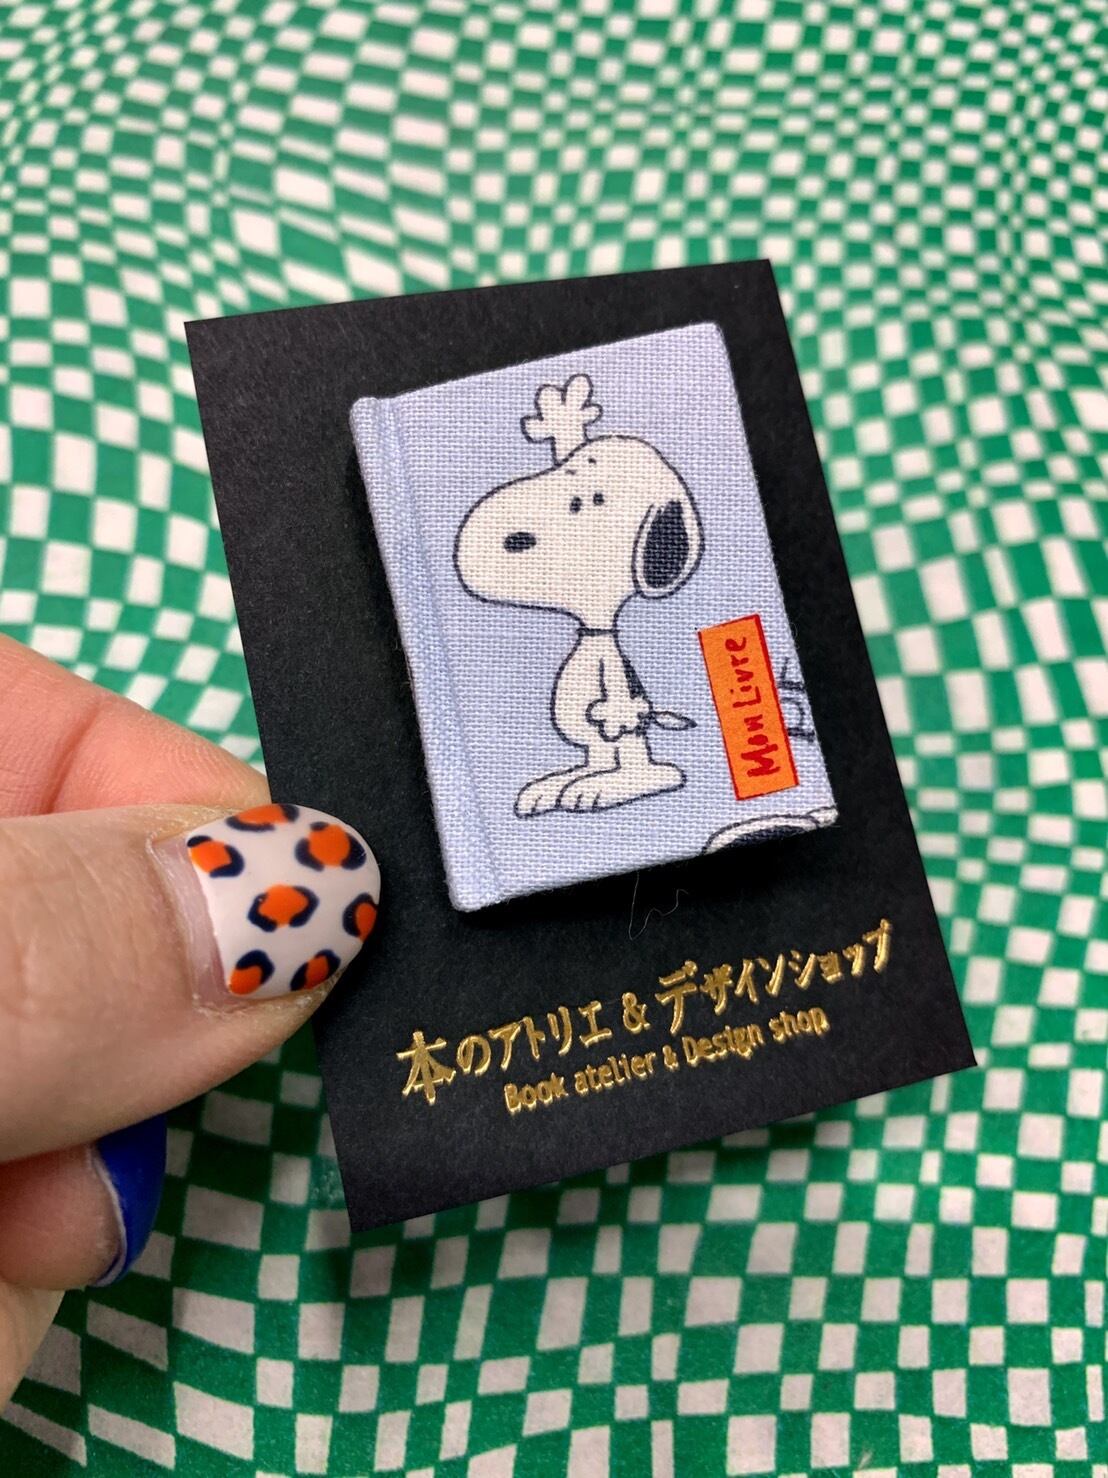 Mon Livre
本のアトリエ & デザインショップ
Book atelier & Design shop